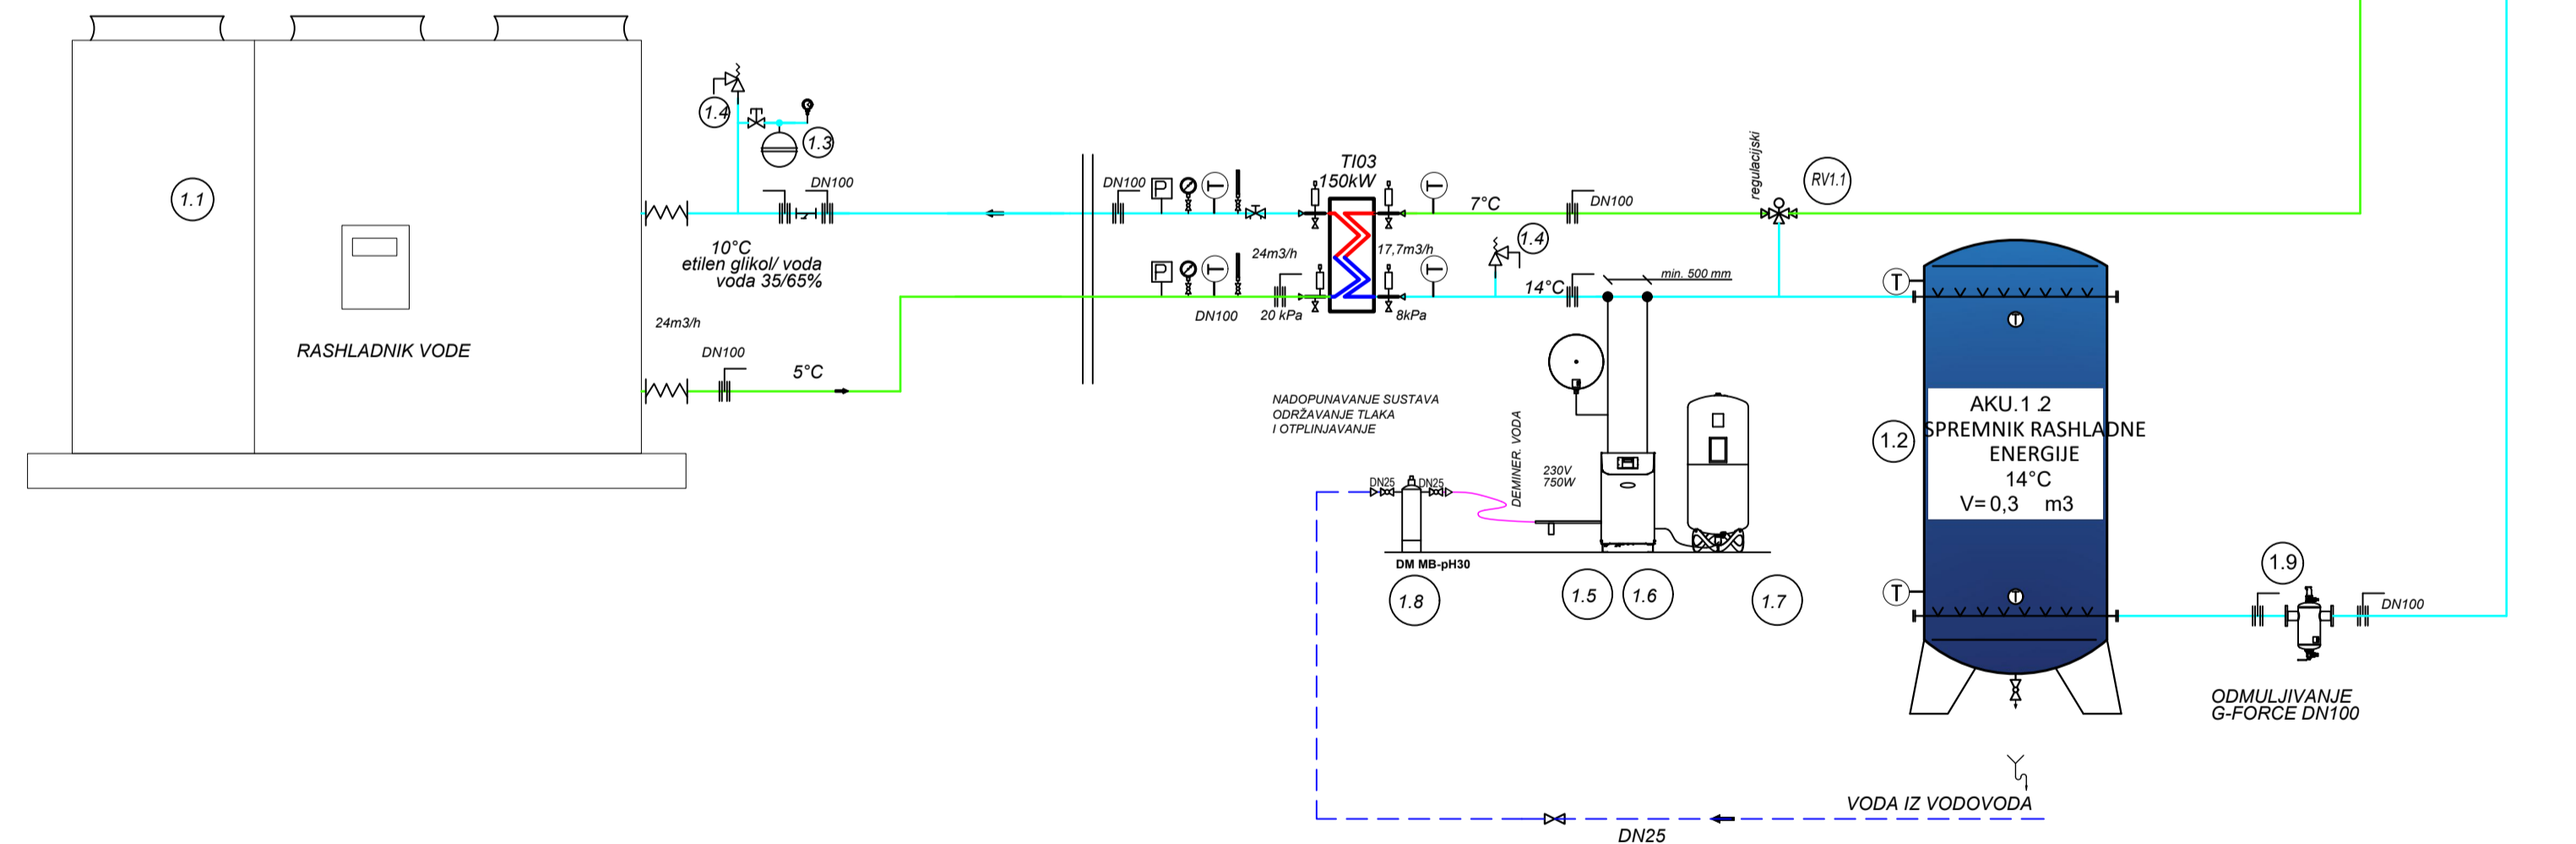 1.1
RASHLADNIK VODE
1.4
1.3
DN100
10°C
etilen glikol/ voda
voda 35/65%
24m3/h
DN100
5°C
DN100
P
T
TI03
150kW
T
7°C
DN100
regulacijski
RV1.1
P
T
24m3/h
17,7m3/h
T
1.4
14°C
min. 500 mm
DN100
20 kPa
8kPa
NADOPUNAVANJE SUSTAVA
ODRŽAVANJE TLAKA
I OTPLINJAVANJE
DEMINER. VODA
230V
750W
DN25
DN25
DM MB-pH30
1.8
1.5
1.6
1.7
T
T
1.2
AKU.1.2
SPREMNIK RASHLADNE
ENERGIJE
14°C
V=0,3 m3
T
T
1.9
DN100
ODMULJIVANJE
G-FORCE DN100
VODA IZ VODOVODA
DN25